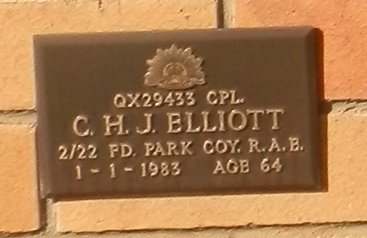 QX29433 CPL.
C. H. J. ELLIOTT
2/22 FD. PARK COY. R.A.E.
1-1-1983 AGE 64